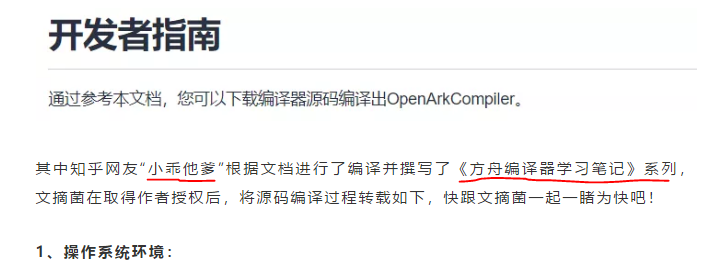 开发者指南
通过参考本文档，您可以下载编译器源码编译出OpenArkCompiler。
其中知乎网友“小乖他爹”根据文档进行了编译并撰写了《方舟编译器学习笔记》系列，
文摘菌在取得作者授权后，将源码编译过程转载如下，快跟文摘菌一起一睹为快吧！
1、操作系统环境：